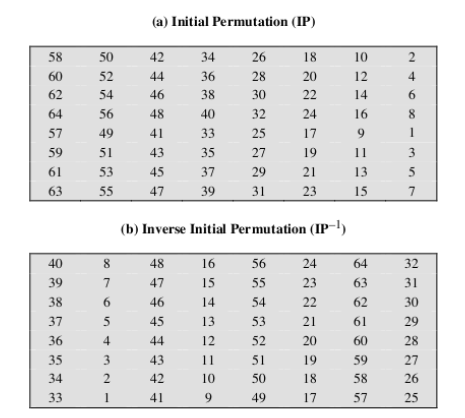 (a) Initial Permutation (IP)
58 50 42 34 26 18 10 2
60 52 44 36 28 20 12 4
62 54 46 38 30 22 14 6
64 56 48 40 32 24 16 8
57 49 41 33 25 17 9 1
59 51 43 35 27 19 11 3
61 53 45 37 29 21 13 5
63 55 47 39 31 23 15 7
(b) Inverse Initial Permutation (IP⁻¹)
40 8 48 16 56 24 64 32
39 7 47 15 55 23 63 31
38 6 46 14 54 22 62 30
37 5 45 13 53 21 61 29
36 4 44 12 52 20 60 28
35 3 43 11 51 19 59 27
34 2 42 10 50 18 58 26
33 1 41 9 49 17 57 25